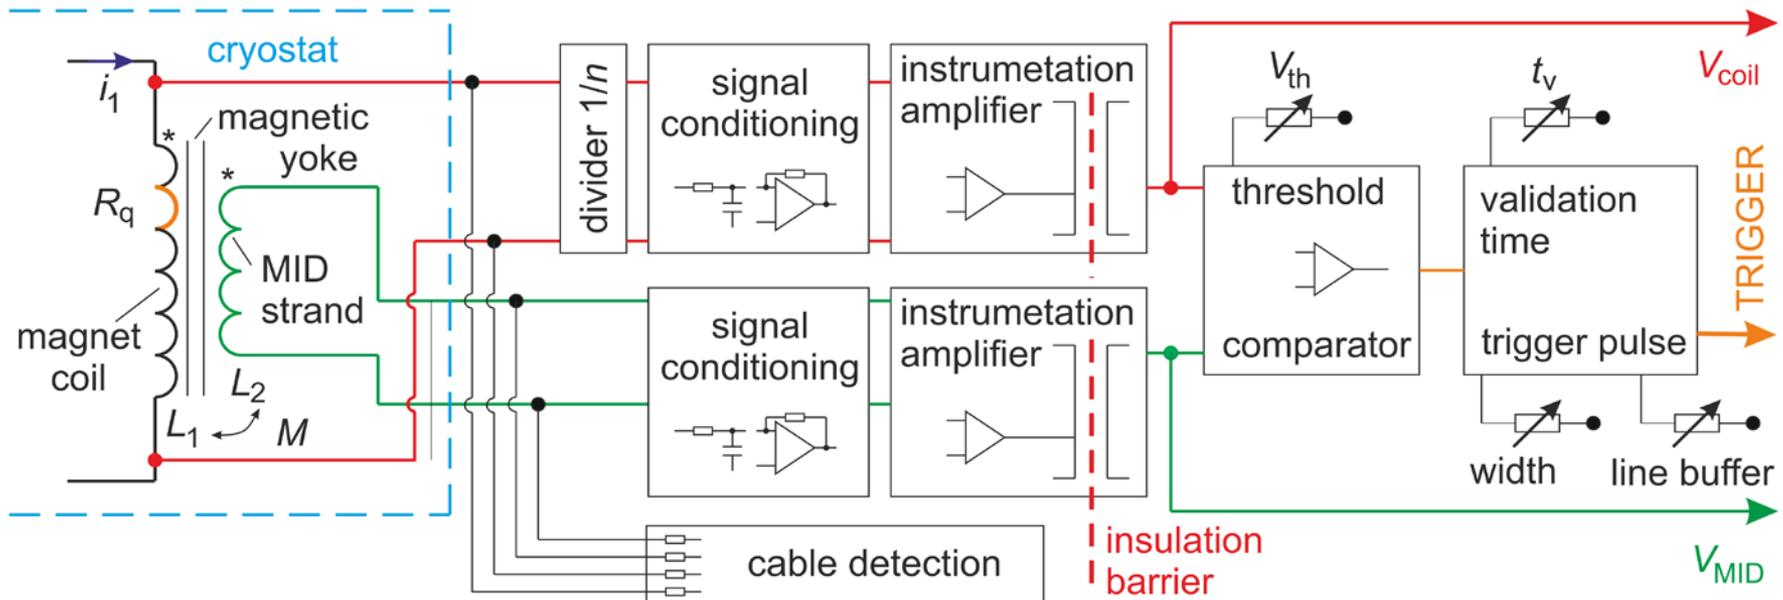 cryostat
i1
magnetic
yoke
*
*
Rq
MID
strand
magnet
coil
L2
L1
M
divider 1/n
signal
conditioning
instrumetation
amplifier
signal
conditioning
instrumetation
amplifier
cable detection
insulation
barrier
Vth
threshold
comparator
tv
validation
time
trigger pulse
width
line buffer
Vcoil
TRIGGER
VMID